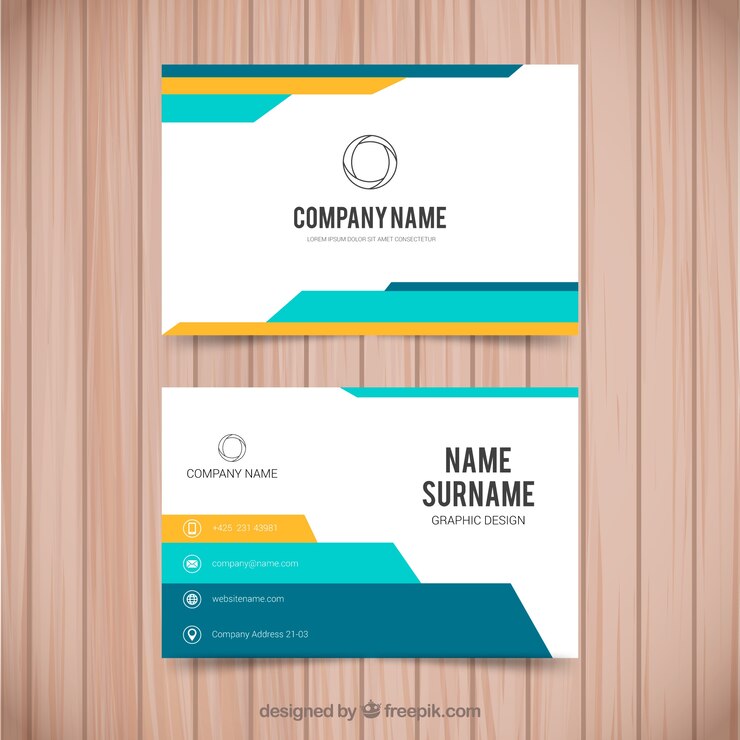 COMPANY NAME
LOREM IPSUM DOLOR SIT AMET CONSECTETUR
COMPANY NAME
NAME
SURNAME
GRAPHIC DESIGN
+425 231 43981
company@name.com
websitename.com
Company Address 21-03
designed by freepik.com